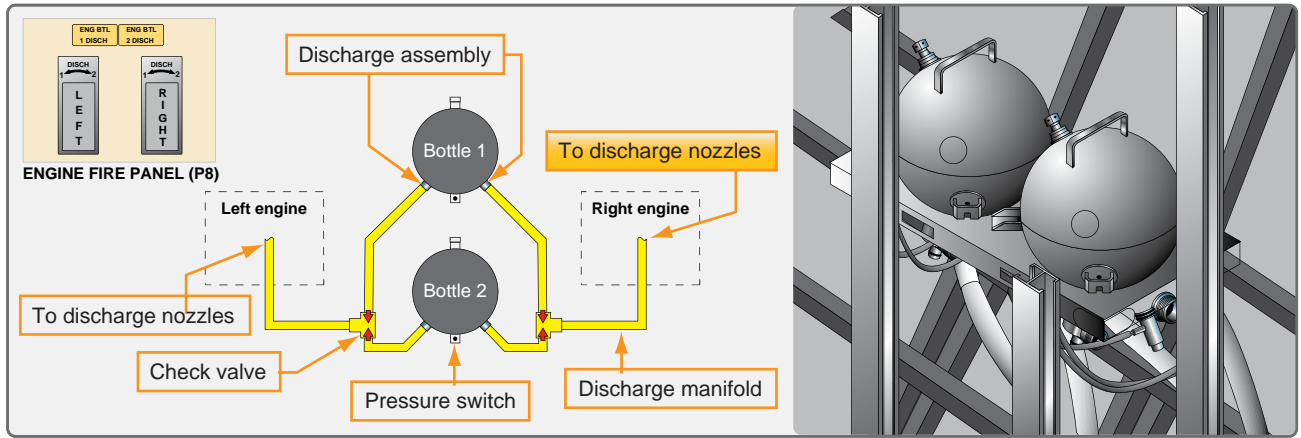 ENG BTL
1 DISCH
ENG BTL
2 DISCH
DISCH
1 2
LEFT
DISCH
1 2
RIGHT
ENGINE FIRE PANEL (P8)
Discharge assembly
Bottle 1
To discharge nozzles
Left engine
Right engine
Bottle 2
To discharge nozzles
Check valve
Pressure switch
Discharge manifold